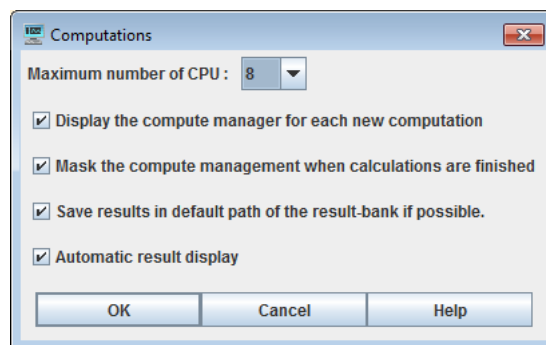 Computations
Maximum number of CPU : 8
Display the compute manager for each new computation
Mask the compute management when calculations are finished
Save results in default path of the result-bank if possible.
Automatic result display
OK Cancel Help